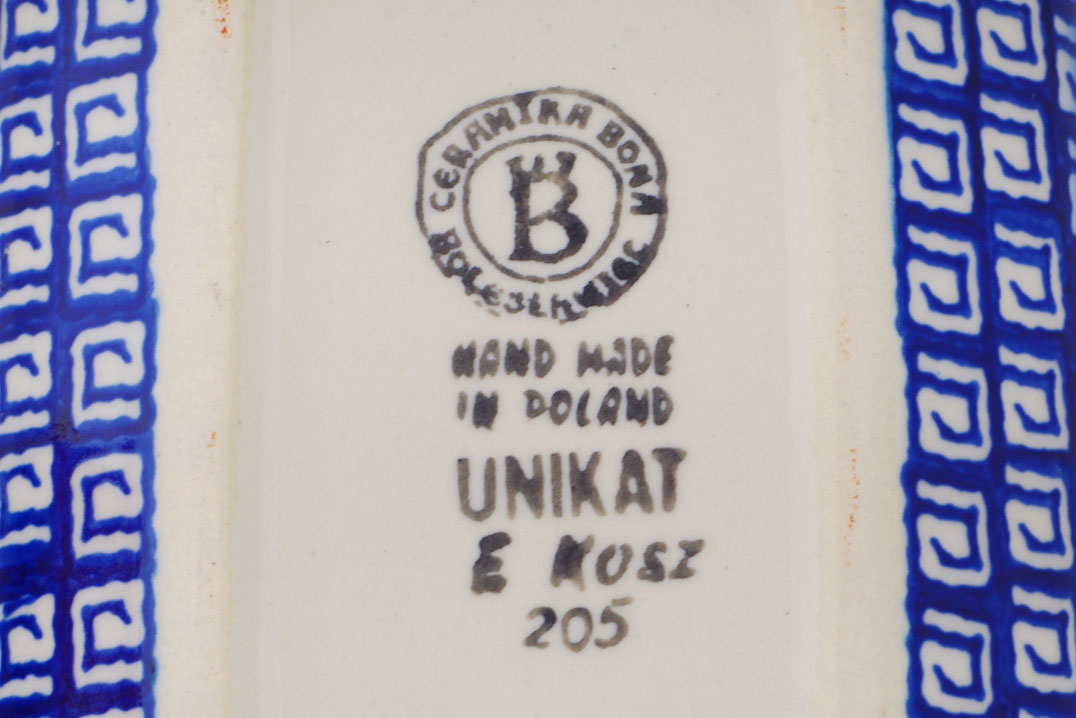 CERAMIKA BONA
BOLESŁAWIEC
B
HAND MADE
IN POLAND
UNIKAT
E KOSZ
205